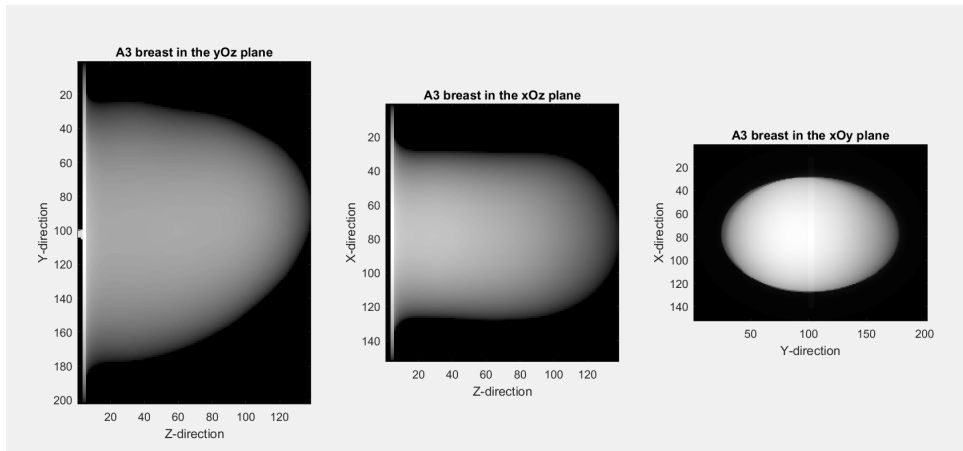 A3 breast in the yOz plane
Y-direction
20
40
60
80
100
120
140
160
180
200
20 40 60 80 100 120
Z-direction
A3 breast in the xOz plane
X-direction
20
40
60
80
100
120
140
20 40 60 80 100 120
Z-direction
A3 breast in the xOy plane
X-direction
20
40
60
80
100
120
140
50 100 150 200
Y-direction